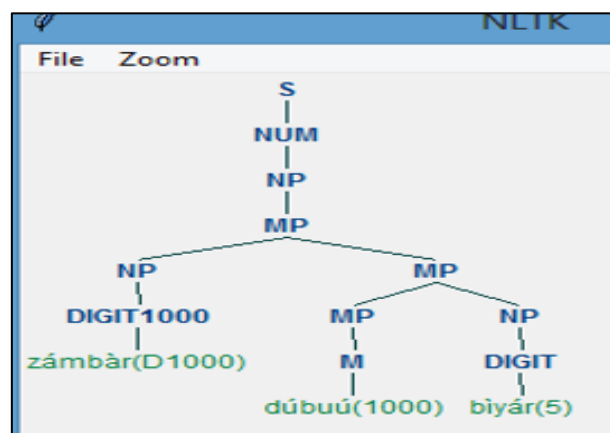 NLTK
File Zoom
S
NUM
NP
MP
NP MP
DIGIT1000 MP NP
zámbàr(D1000) M DIGIT
dúbuú(1000) bìyár(5)